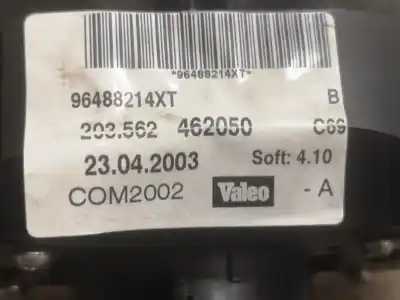 *96488214XT*
96488214XT B
203.562 462050 C69
23.04.2003 Soft: 4.10
COM2002 Valeo - A